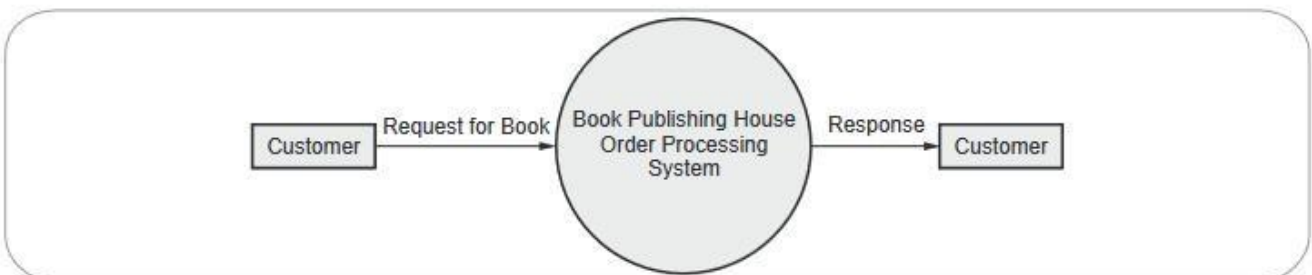 Customer
Request for Book
Book Publishing House
Order Processing
System
Response
Customer